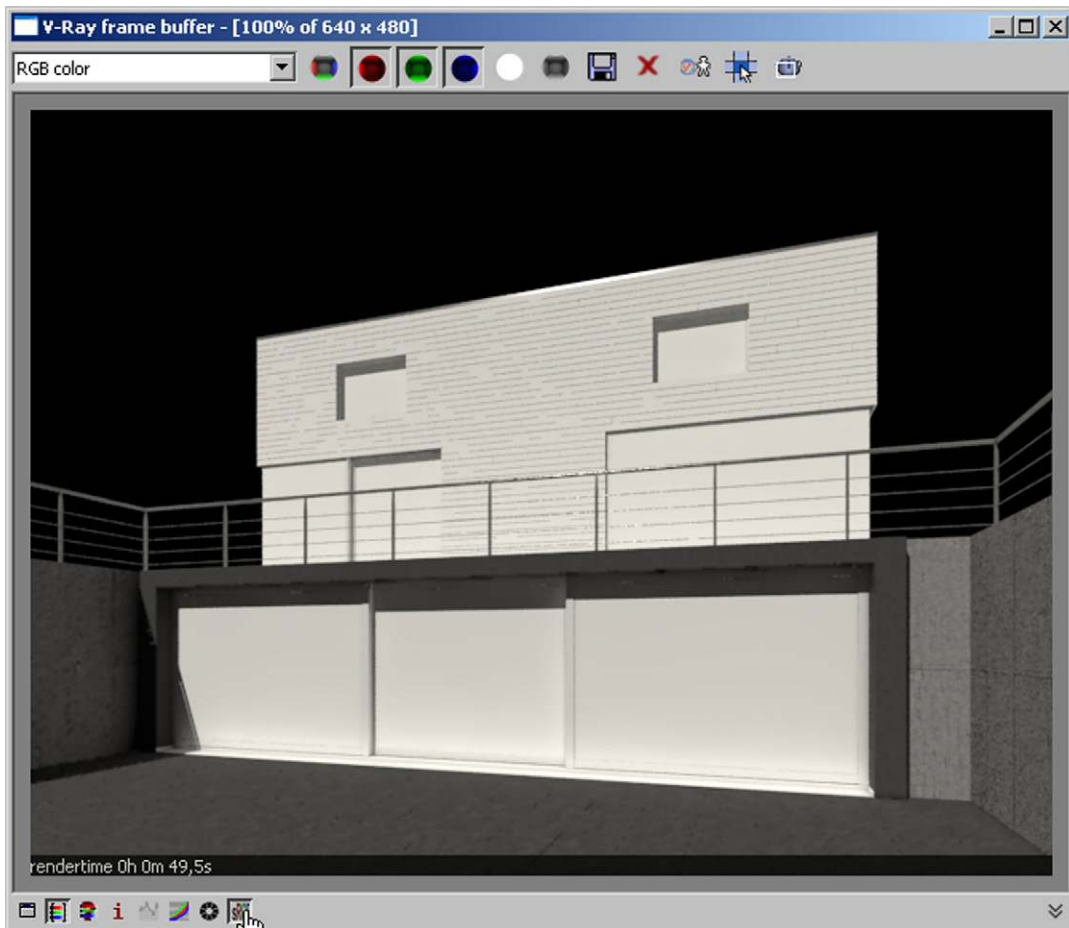 V-Ray frame buffer - [100% of 640 x 480]
RGB color
rendertime 0h 0m 49,5s